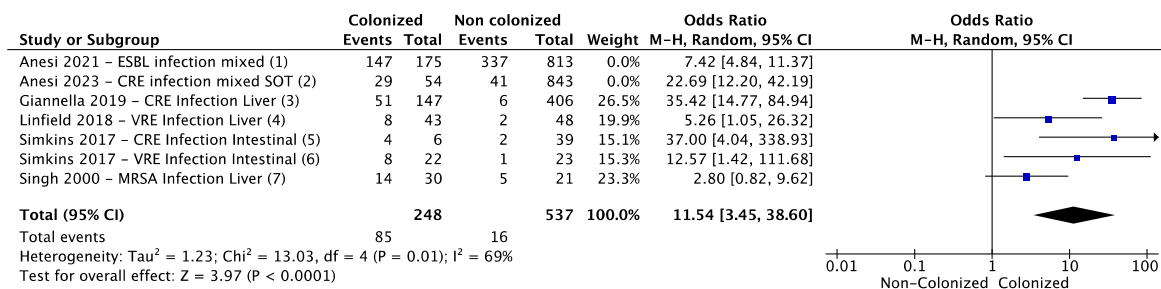 Colonized Non colonized Odds Ratio Odds Ratio
Study or Subgroup Events Total Events Total Weight M-H, Random, 95% CI M-H, Random, 95% CI
Anesi 2021 – ESBL infection mixed (1) 147 175 337 813 0.0% 7.42 [4.84, 11.37]
Anesi 2023 – CRE infection mixed SOT (2) 29 54 41 843 0.0% 22.69 [12.20, 42.19]
Giannella 2019 – CRE Infection Liver (3) 51 147 6 406 26.5% 35.42 [14.77, 84.94]
Linfield 2018 – VRE Infection Liver (4) 8 43 2 48 19.9% 5.26 [1.05, 26.32]
Simkins 2017 – CRE Infection Intestinal (5) 4 6 2 39 15.1% 37.00 [4.04, 338.93]
Simkins 2017 – VRE Infection Intestinal (6) 8 22 1 23 15.3% 12.57 [1.42, 111.68]
Singh 2000 – MRSA Infection Liver (7) 14 30 5 21 23.3% 2.80 [0.82, 9.62]
Total (95% CI) 248 537 100.0% 11.54 [3.45, 38.60]
Total events 85 16
Heterogeneity: Tau² = 1.23; Chi² = 13.03, df = 4 (P = 0.01); I² = 69%
Test for overall effect: Z = 3.97 (P < 0.0001)
0.01 0.1 1 10 100
Non-Colonized Colonized